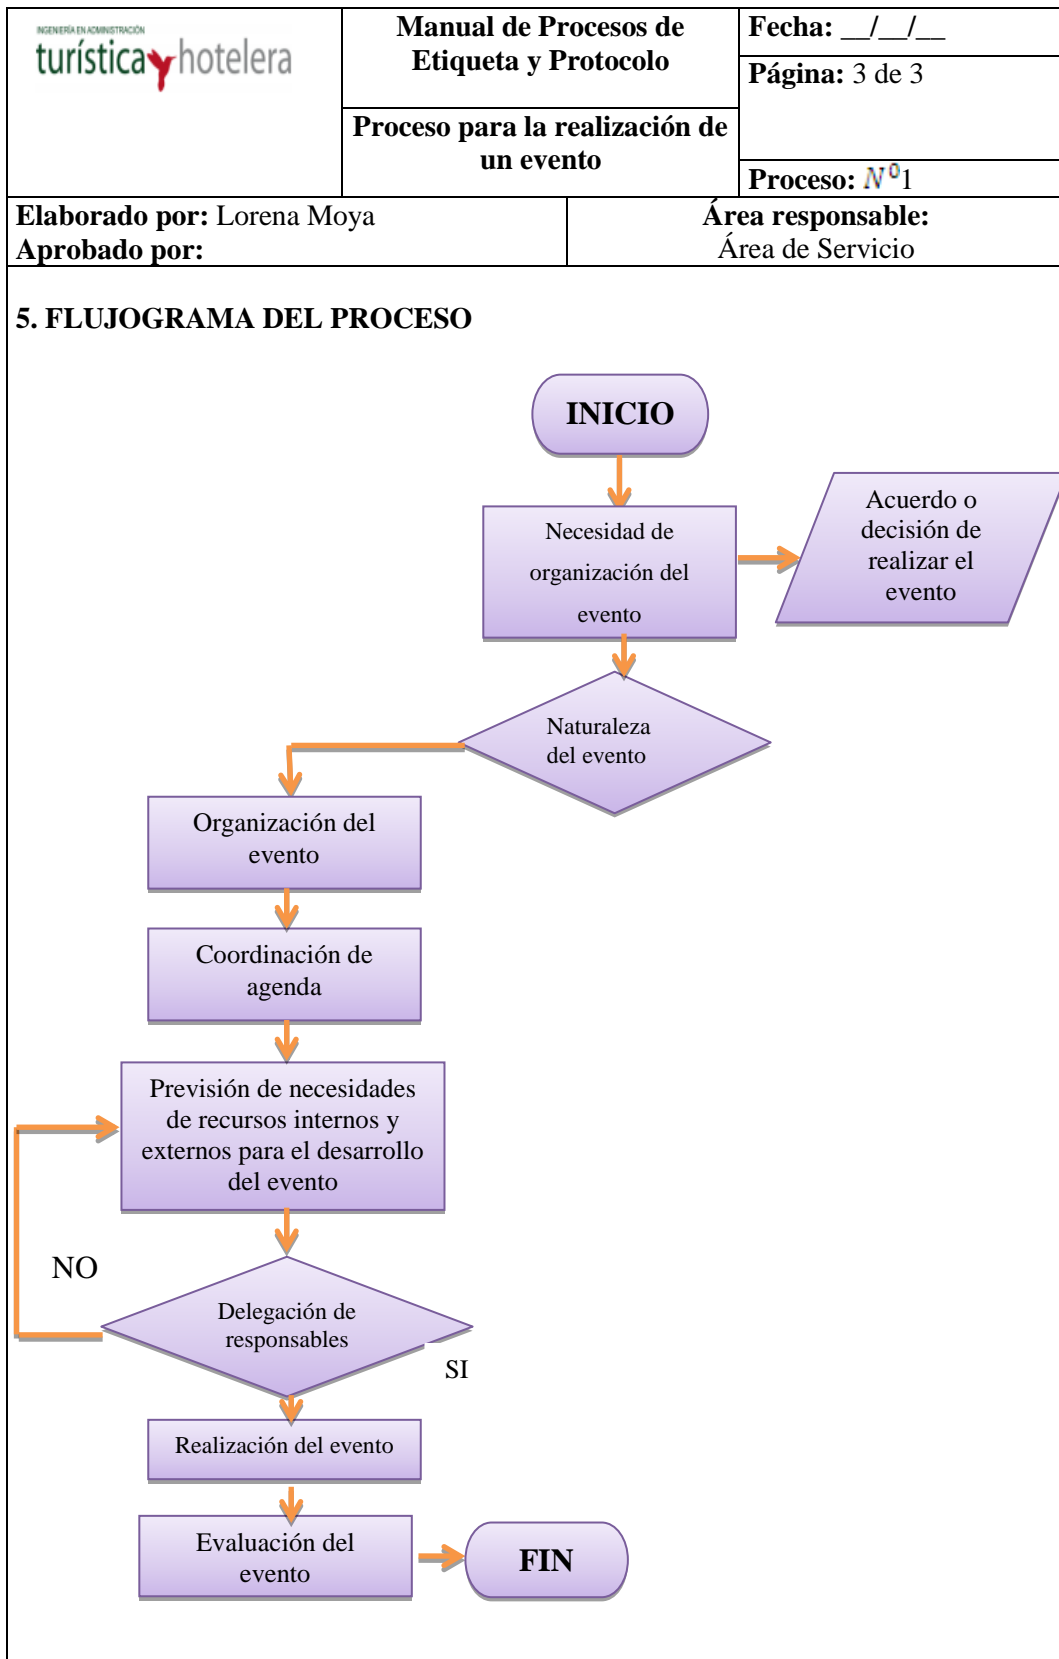 INGENIERÍA EN ADMINISTRACIÓN
turística y hotelera
Manual de Procesos de
Etiqueta y Protocolo
Fecha: __/__/__
Página: 3 de 3
Proceso para la realización de
un evento
Proceso: N⁰1
Elaborado por: Lorena Moya
Aprobado por:
Área responsable:
Área de Servicio
5. FLUJOGRAMA DEL PROCESO
INICIO
Necesidad de
organización del
evento
Acuerdo o
decisión de
realizar el
evento
Naturaleza
del evento
Organización del
evento
Coordinación de
agenda
Previsión de necesidades
de recursos internos y
externos para el desarrollo
del evento
NO
Delegación de
responsables
SI
Realización del evento
Evaluación del
evento
FIN